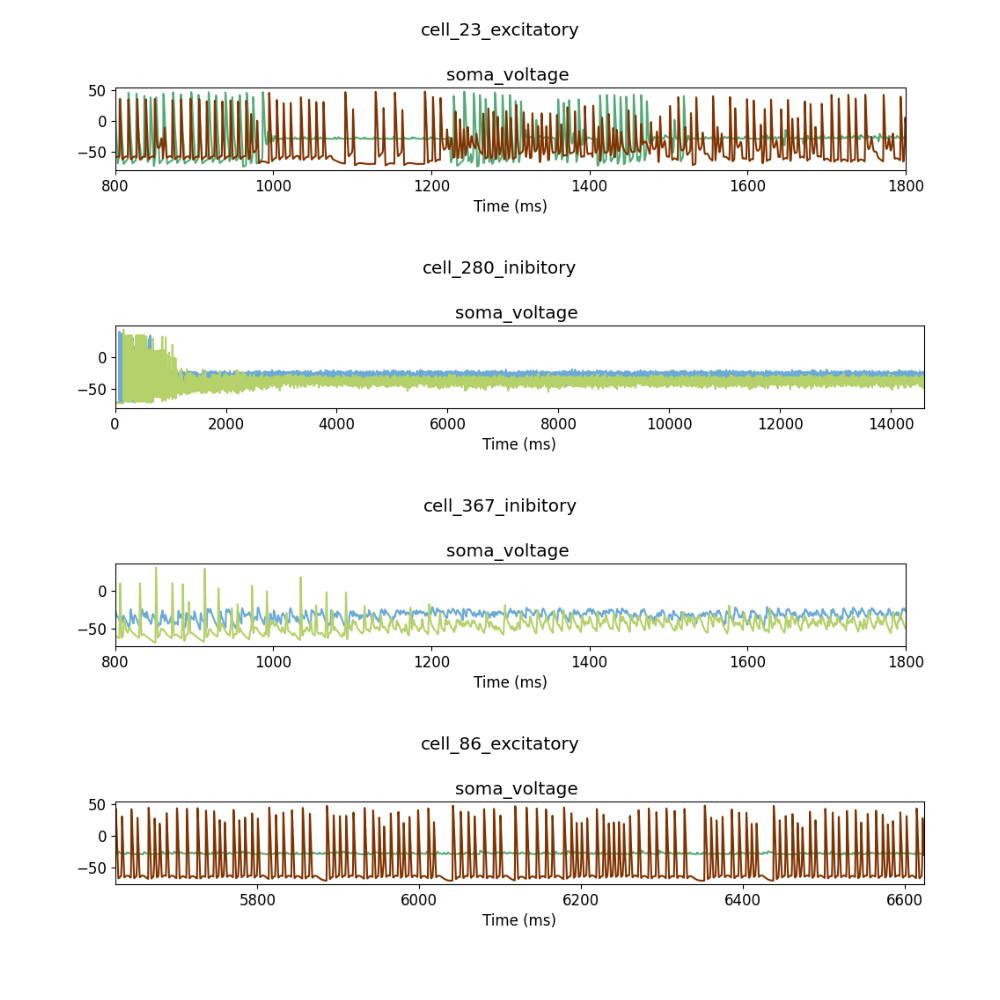 cell_23_excitatory
soma_voltage
50
0
−50
800 1000 1200 1400 1600 1800
Time (ms)
cell_280_inibitory
soma_voltage
0
−50
0 2000 4000 6000 8000 10000 12000 14000
Time (ms)
cell_367_inibitory
soma_voltage
0
−50
800 1000 1200 1400 1600 1800
Time (ms)
cell_86_excitatory
soma_voltage
50
0
−50
5800 6000 6200 6400 6600
Time (ms)